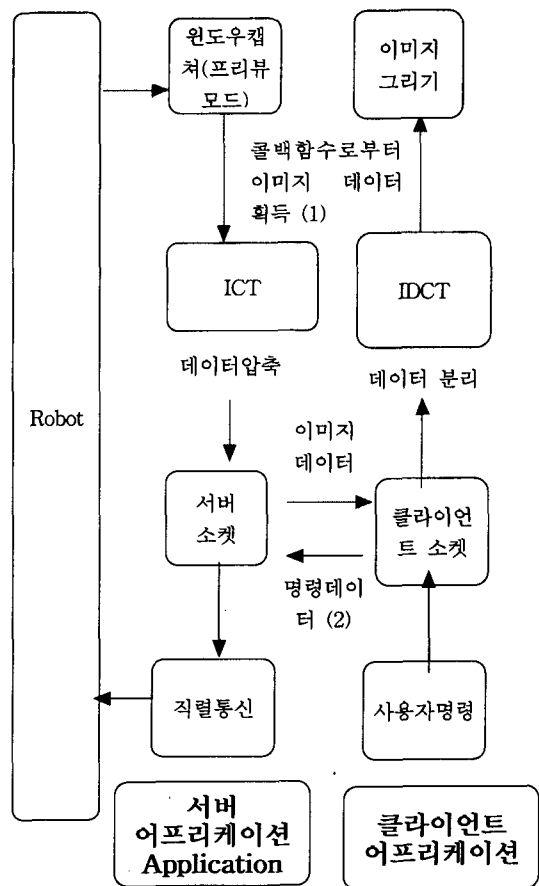 윈도우캡
쳐(프리뷰
모드)
이미지
그리기
콜백함수로부터
이미지 데이터
획득 (1)
ICT
IDCT
데이터압축
데이터 분리
Robot
이미지
데이터
서버
소켓
클라이언
트 소켓
명령데이
터 (2)
직렬통신
사용자명령
서버
어프리케이션
Application
클라이언트
어프리케이션